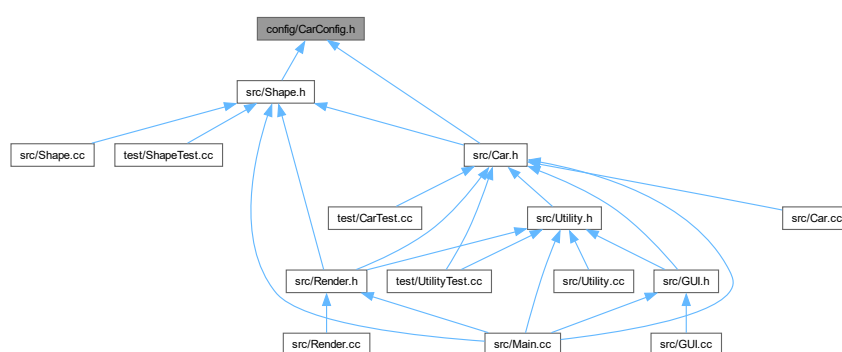 config/CarConfig.h
src/Shape.h
src/Shape.cc
test/ShapeTest.cc
src/Car.h
test/CarTest.cc
src/Utility.h
src/Car.cc
src/Render.h
test/UtilityTest.cc
src/Utility.cc
src/GUI.h
src/Render.cc
src/Main.cc
src/GUI.cc